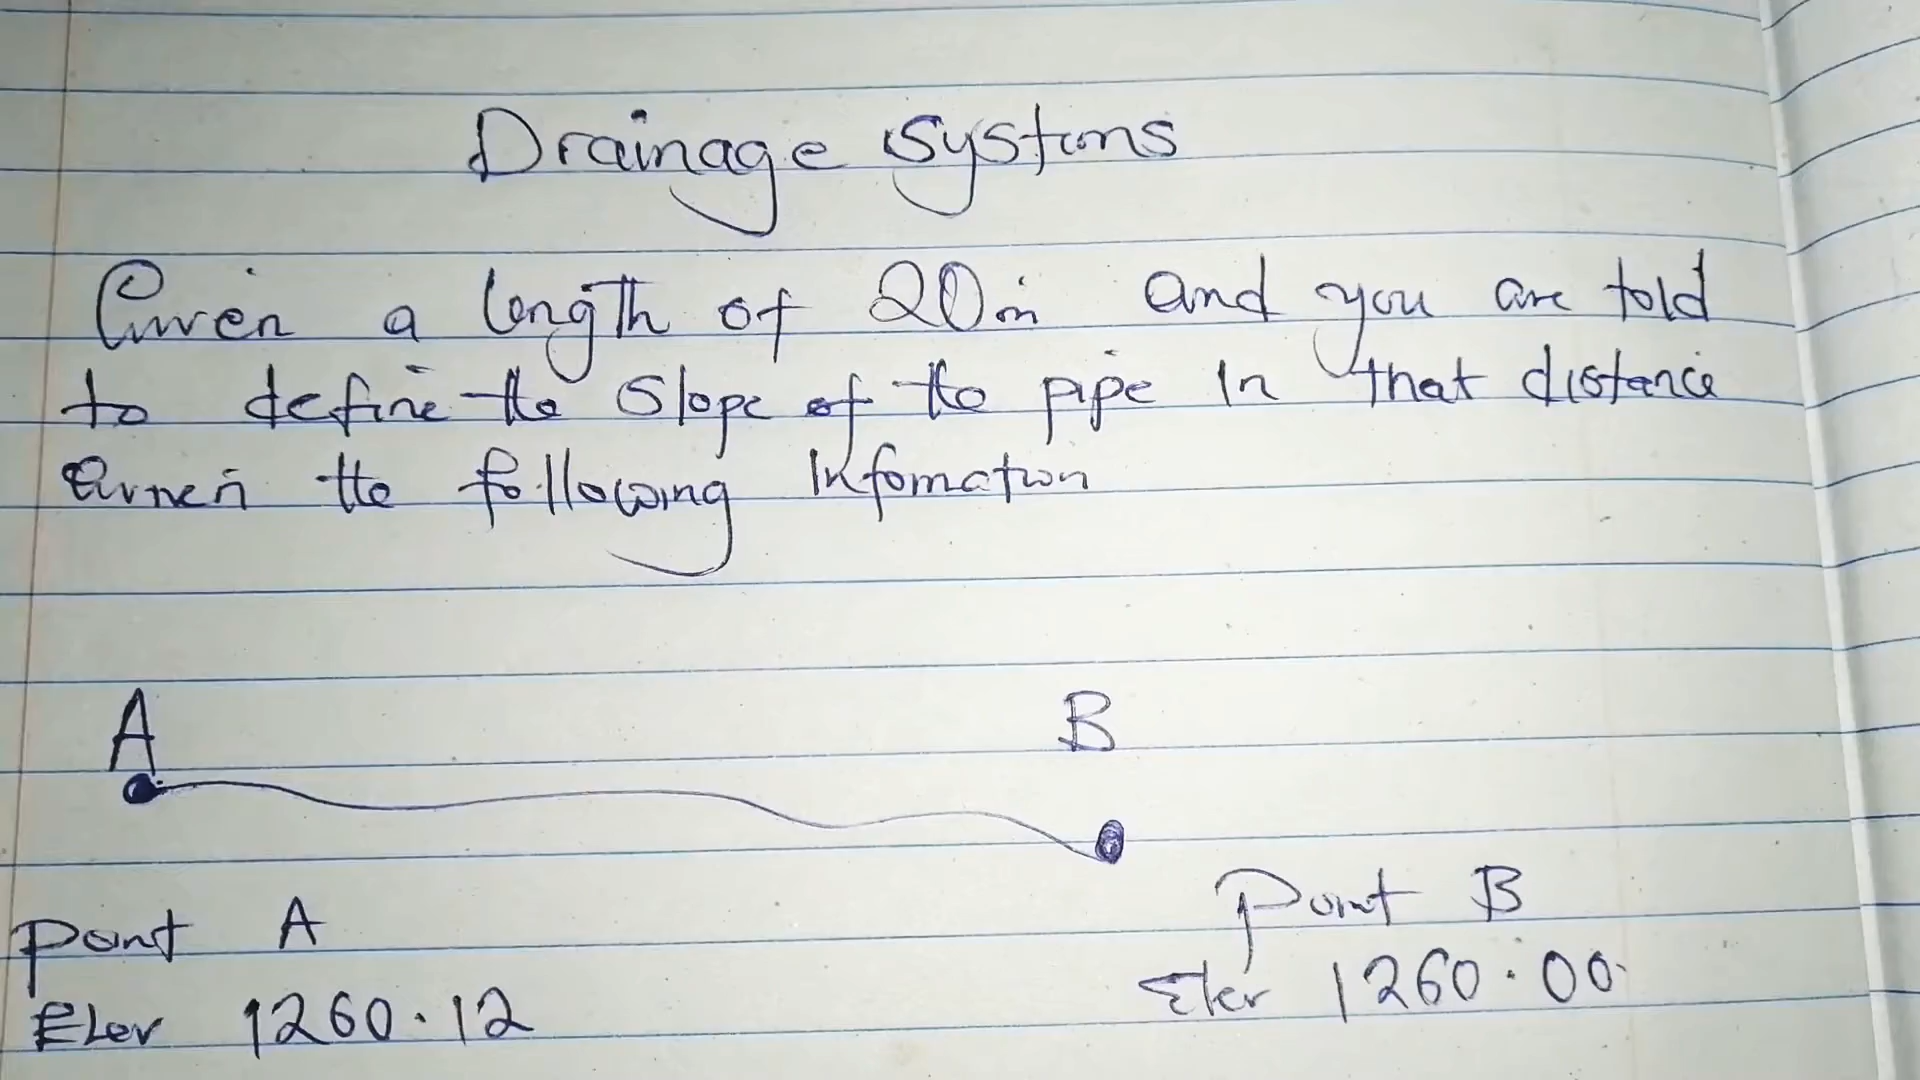 Drainage Systems
Given a length of 20m and you are told
to define the slope of the pipe in that distance
Given the following Infomation
A
B
Point A
Elev 1260.12
Point B
Elev 1260.00